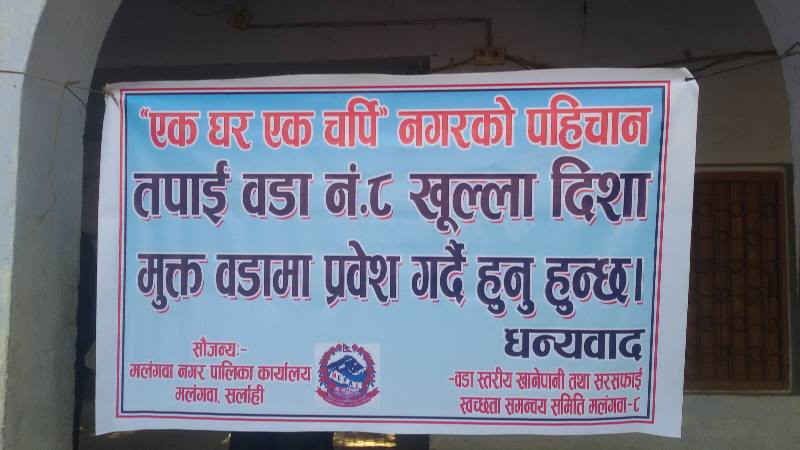 "एक घर एक चर्पि" नगरको पहिचान
तपाई वडा नं.८ खूल्ला दिशा
मुक्त वडामा प्रवेश गर्दै हुनु हुन्छ।
धन्यवाद
सौजन्यः-
मलंगवा नगर पालिका कार्यालय
मलंगवा, सर्लाही
NEPAL
-वडा स्तरीय खानेपानी तथा सरसफाई
स्वच्छता समन्वय समिति मलंगवा-८